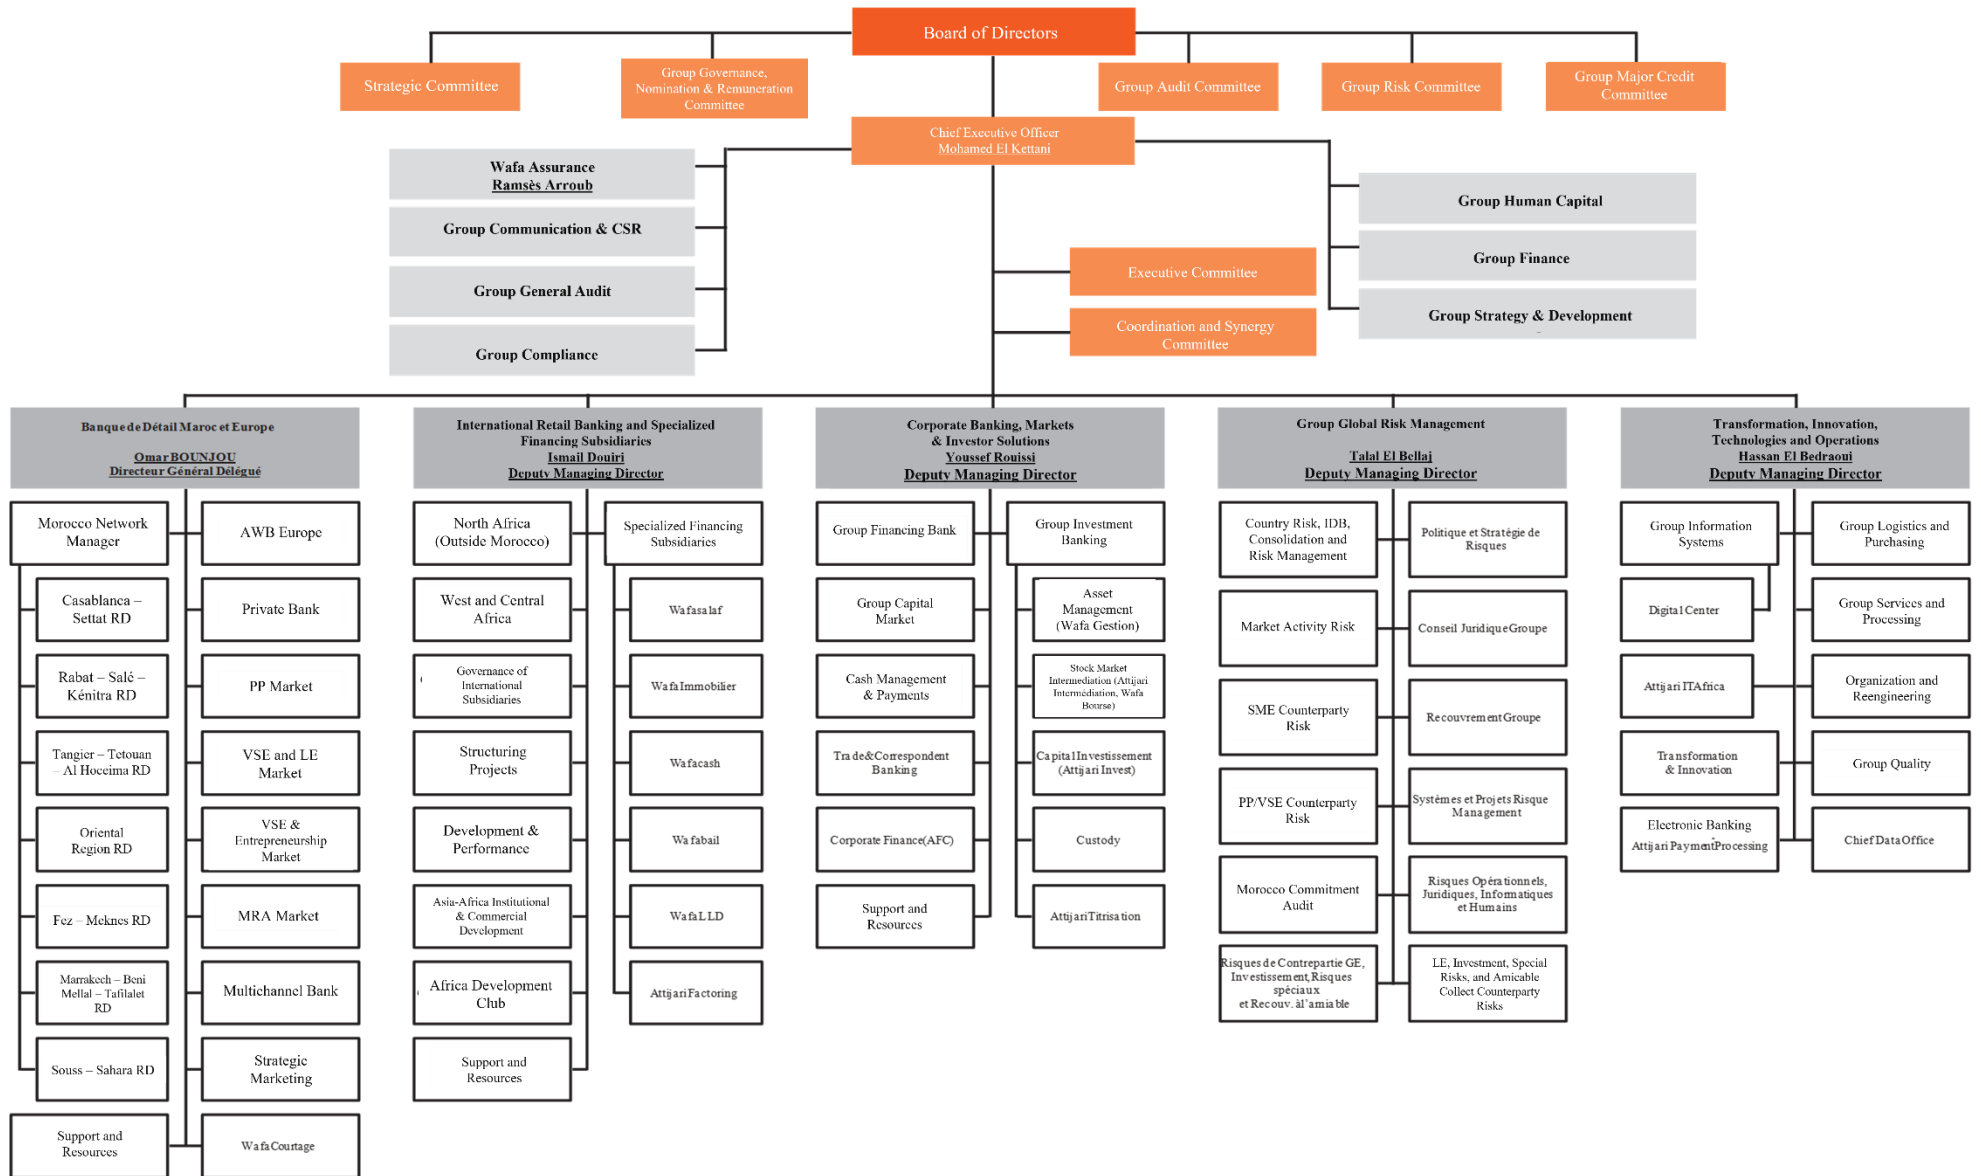 Board of Directors
Strategic Committee
Group Governance,
Nomination & Remuneration
Committee
Group Audit Committee
Group Risk Committee
Group Major Credit
Committee
Chief Executive Officer
Mohamed El Kettani
Wafa Assurance
Ramsès Arroub
Group Communication & CSR
Group General Audit
Group Compliance
Group Human Capital
Group Finance
Group Strategy & Development
Executive Committee
Coordination and Synergy
Committee
Banque de Détail Maroc et Europe
Omar BOUNJOU
Directeur Général Délégué
Morocco Network
Manager
Casablanca –
Settat RD
Rabat – Salé –
Kénitra RD
Tangier – Tetouan
– Al Hoceima RD
Oriental
Region RD
Fez – Meknes RD
Marrakech – Beni
Mellal – Tafilalet
RD
Souss – Sahara RD
Support and
Resources
AWB Europe
Private Bank
PP Market
VSE and LE
Market
VSE &
Entrepreneurship
Market
MRA Market
Multichannel Bank
Strategic
Marketing
Wafa Courtage
International Retail Banking and Specialized
Financing Subsidiaries
Ismail Douiri
Deputy Managing Director
North Africa
(Outside Morocco)
West and Central
Africa
Governance of
International
Subsidiaries
Structuring
Projects
Development &
Performance
Asia-Africa Institutional
& Commercial
Development
Africa Development
Club
Support and
Resources
Specialized Financing
Subsidiaries
Wafasalaf
Wafa Immobilier
Wafacash
Wafabail
Wafa LLD
Attijari Factoring
Corporate Banking, Markets
& Investor Solutions
Youssef Rouissi
Deputy Managing Director
Group Financing Bank
Group Capital
Market
Cash Management
& Payments
Trade&Correspondent
Banking
Corporate Finance(AFC)
Support and
Resources
Group Investment
Banking
Asset
Management
(Wafa Gestion)
Stock Market
Intermediation (Attijari
Intermédiation, Wafa
Bourse)
Capital Investissement
(Attijari Invest)
Custody
Attijari Titrisation
Group Global Risk Management
Talal El Bellaj
Deputy Managing Director
Country Risk, IDB,
Consolidation and
Risk Management
Market Activity Risk
SME Counterparty
Risk
PP/VSE Counterparty
Risk
Morocco Commitment
Audit
Risques de Contrepartie GE,
Investissement, Risques
spéciaux
et Recouv. à l'amiable
Politique et Stratégie de
Risques
Conseil Juridique Groupe
Recouvrement Groupe
Systèmes et Projets Risque
Management
Risques Opérationnels,
Juridiques, Informatiques
et Humains
LE, Investment, Special
Risks, and Amicable
Collect Counterparty
Risks
Transformation, Innovation,
Technologies and Operations
Hassan El Bedraoui
Deputy Managing Director
Group Information
Systems
Digital Center
Attijari IT Africa
Transformation
& Innovation
Electronic Banking -
Attijari Payment Processing
Group Logistics and
Purchasing
Group Services and
Processing
Organization and
Reengineering
Group Quality
Chief Data Office